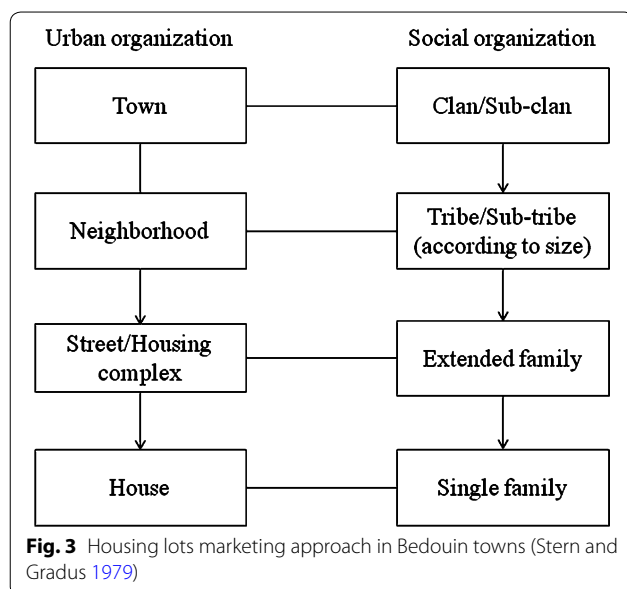 Urban organization
Social organization
Town
Clan/Sub-clan
Neighborhood
Tribe/Sub-tribe
(according to size)
Street/Housing
complex
Extended family
House
Single family
Fig. 3 Housing lots marketing approach in Bedouin towns (Stern and
Gradus 1979)